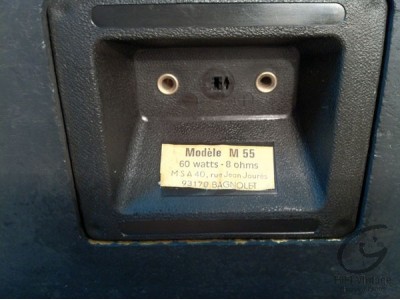 Modèle M 55
60 watts - 8 ohms
M S A 40, rue Jean Jaurès
93170 BAGNOLET